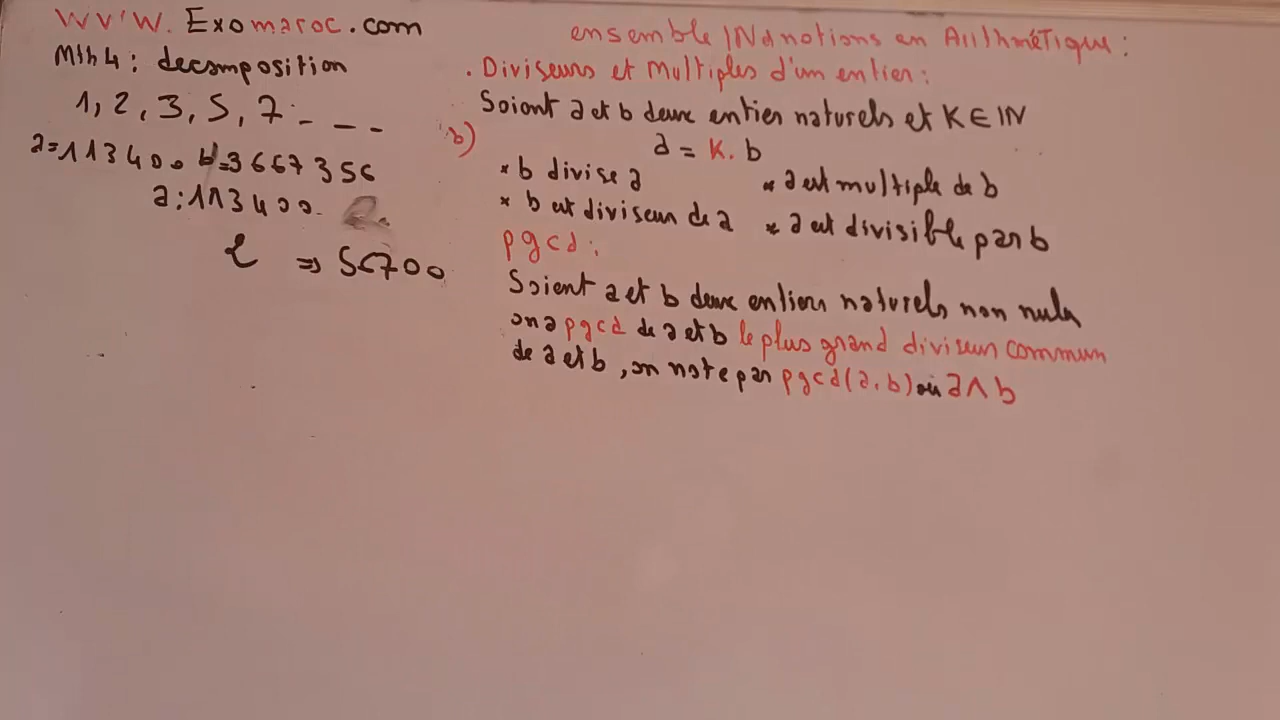 WV'W. Exomaroc.com
Mth4 : decomposition
1, 2, 3, 5, 7 - - -
a=113400 b=3667356
a:113400.
2 => 56700
ensemble IN d notions en Arithmétique :
. Diviseurs et Multiples d'un entier :
Soient a et b deux entier naturels et K∈IN
b)
a = K. b
* b divise a * a est multiple de b
* b est diviseur de a * a est divisible par b
pgcd :
Soient a et b deux entiers naturels non nuls
on a pgcd de a et b le plus grand diviseur commun
de a et b , on note par pgcd(a,b) ou a∧b